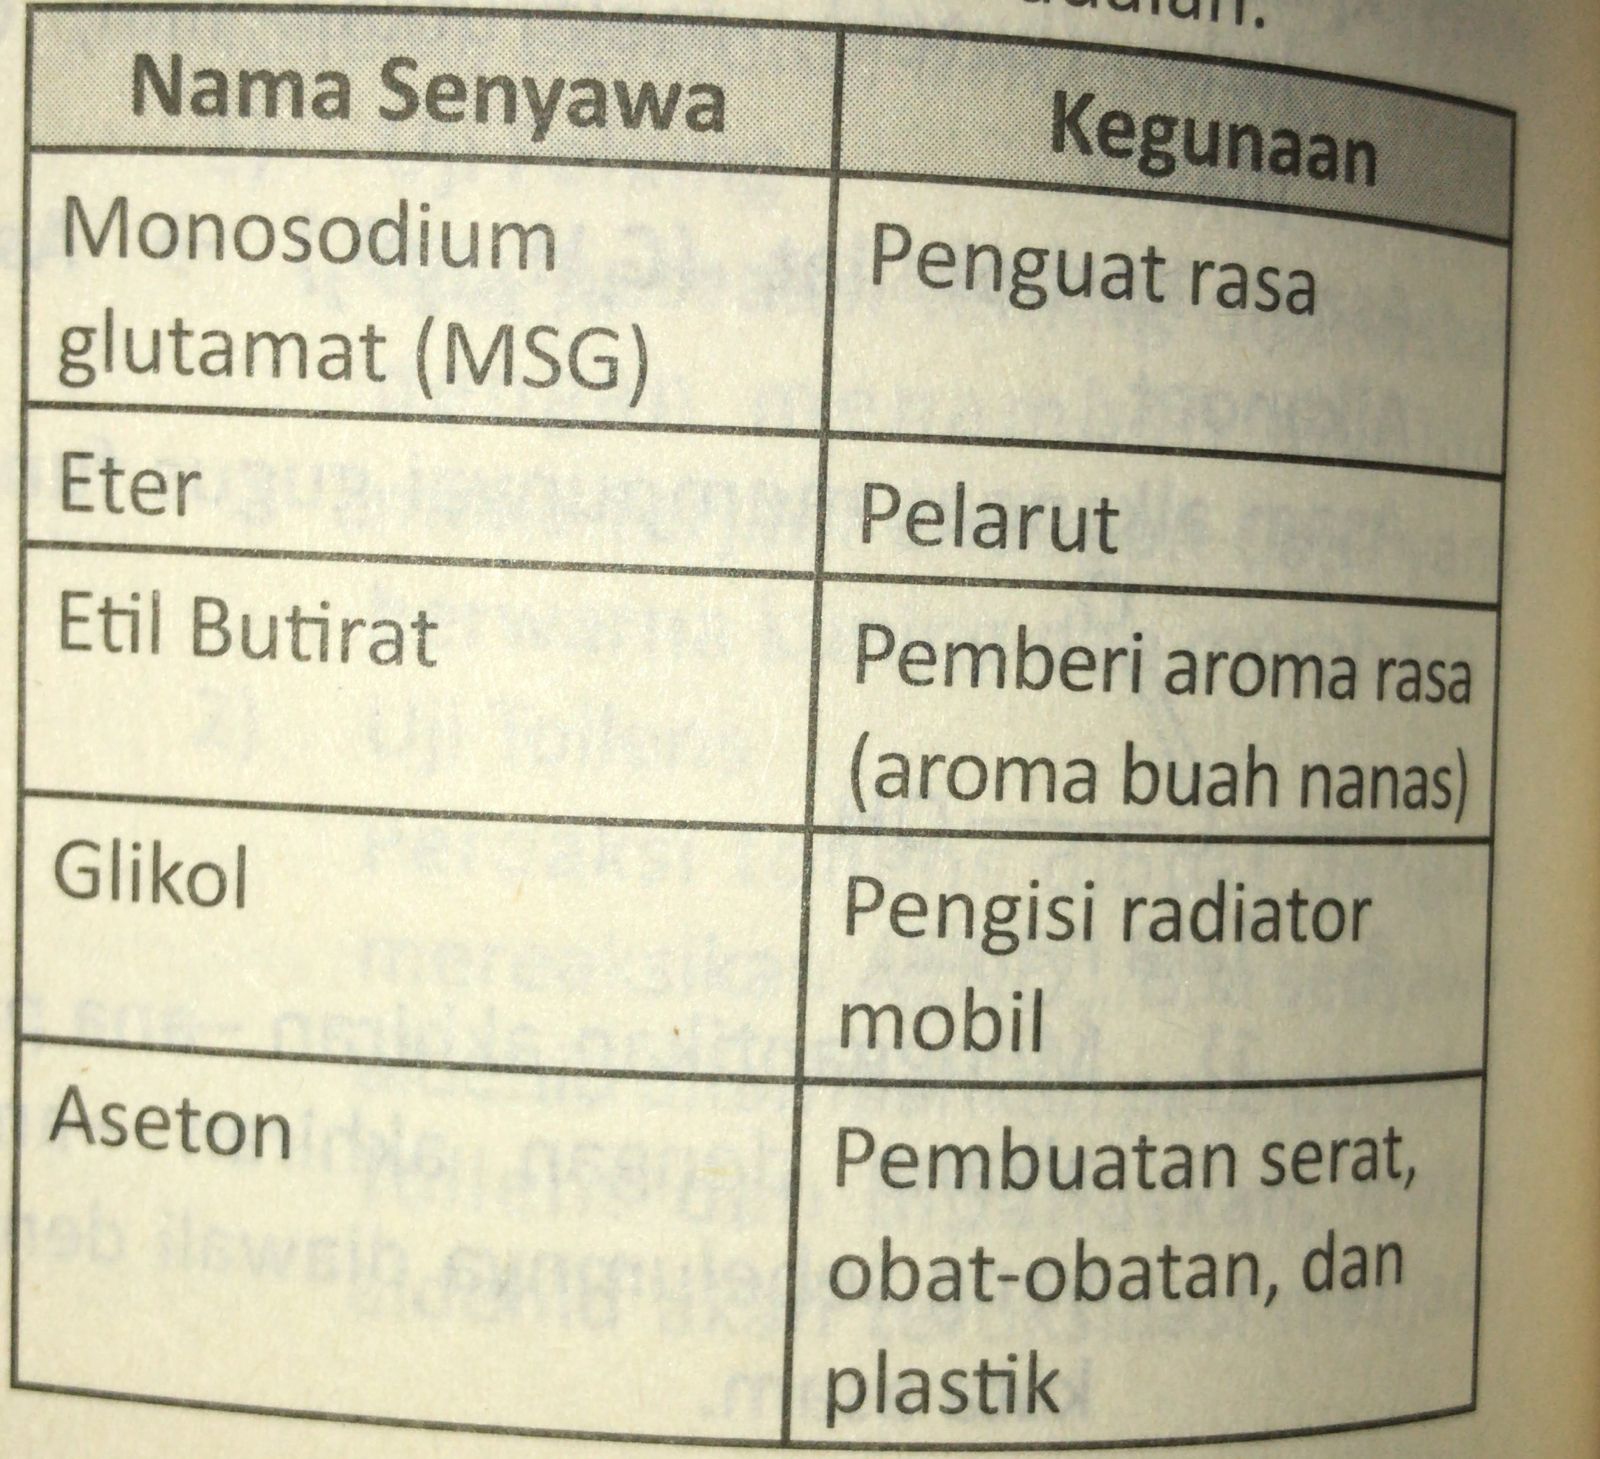 Nama Senyawa
Kegunaan
Monosodium
glutamat (MSG)
Penguat rasa
Eter
Pelarut
Etil Butirat
Pemberi aroma rasa
(aroma buah nanas)
Glikol
Pengisi radiator
mobil
Aseton
Pembuatan serat,
obat-obatan, dan
plastik